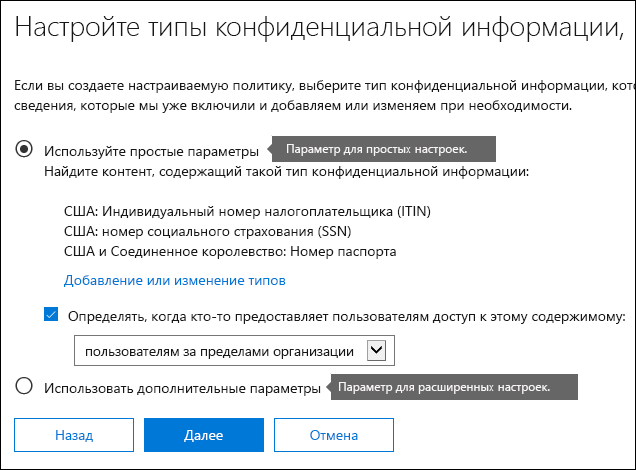 Настройте типы конфиденциальной информации,
Если вы создаете настраиваемую политику, выберите тип конфиденциальной информации, кото
сведения, которые мы уже включили и добавляем или изменяем при необходимости.
Используйте простые параметры
Параметр для простых настроек.
Найдите контент, содержащий такой тип конфиденциальной информации:
США: Индивидуальный номер налогоплательщика (ITIN)
США: номер социального страхования (SSN)
США и Соединенное королевство: Номер паспорта
Добавление или изменение типов
Определять, когда кто-то предоставляет пользователям доступ к этому содержимому:
пользователям за пределами организации
Использовать дополнительные параметры
Параметр для расширенных настроек.
Назад
Далее
Отмена